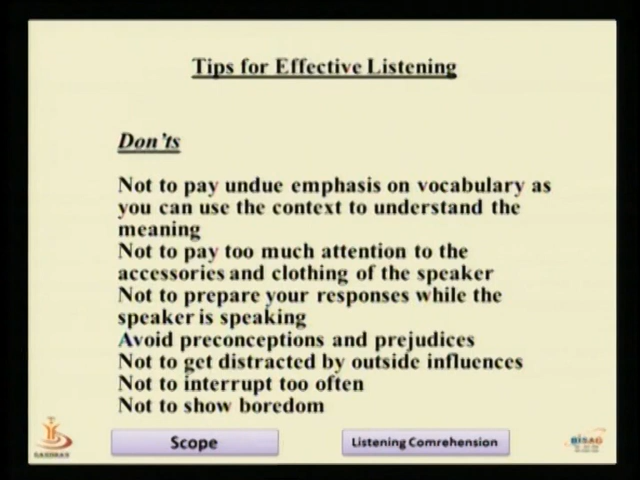 Tips for Effective Listening
Don'ts
Not to pay undue emphasis on vocabulary as
you can use the context to understand the
meaning
Not to pay too much attention to the
accessories and clothing of the speaker
Not to prepare your responses while the
speaker is speaking
Avoid preconceptions and prejudices
Not to get distracted by outside influences
Not to interrupt too often
Not to show boredom
Scope
Listening Comrehension
SANDHAN
BISAG